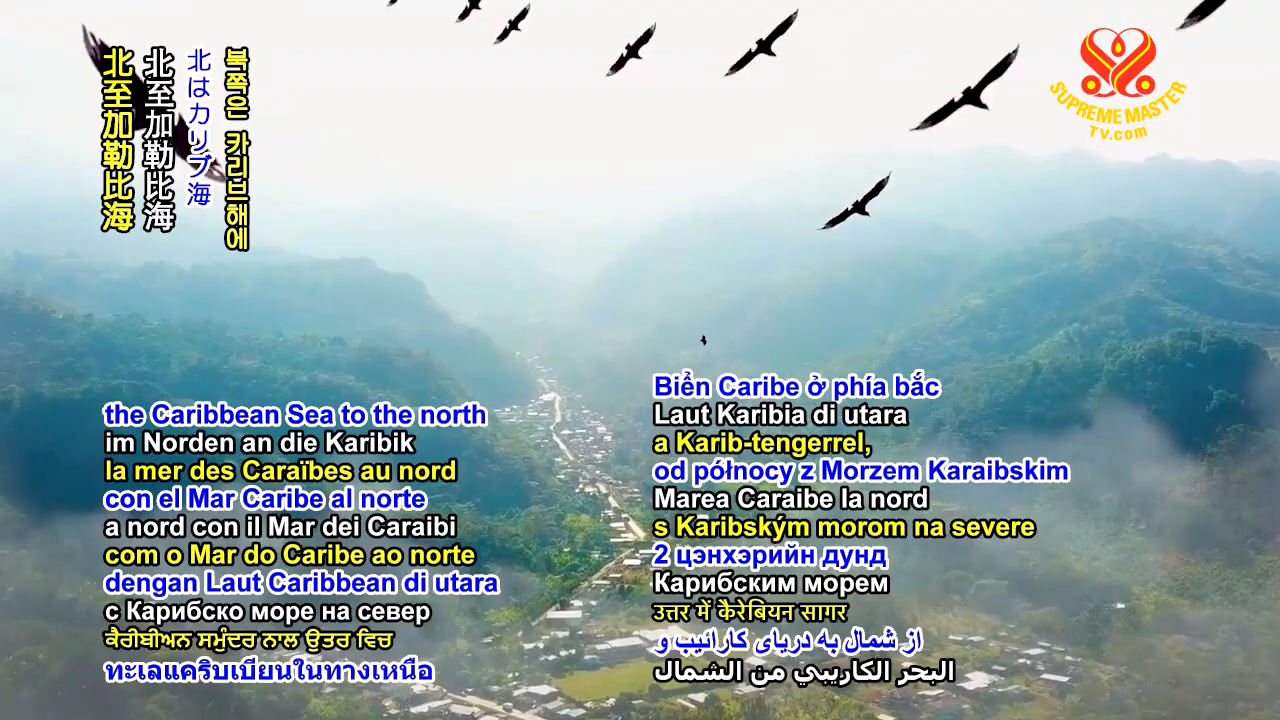 북쪽은 카리브해에
北はカリブ海
北至加勒比海
北至加勒比海
SUPREME MASTER
TV.com
the Caribbean Sea to the north
im Norden an die Karibik
la mer des Caraïbes au nord
con el Mar Caribe al norte
a nord con il Mar dei Caraibi
com o Mar do Caribe ao norte
dengan Laut Caribbean di utara
с Карибско море на север
ਕੈਰੀਬੀਅਨ ਸਮੁੰਦਰ ਨਾਲ ਉਤਰ ਵਿਚ
ทะเลแคริบเบียนในทางเหนือ
Biển Caribe ở phía bắc
Laut Karibia di utara
a Karib-tengerrel,
od północy z Morzem Karaibskim
Marea Caraibe la nord
s Karibským morom na severe
2 цэнхэрийн дунд
Карибским морем
उत्तर में कैरेबियन सागर
از شمال به دریای کارائیب و
البحر الكاريبي من الشمال